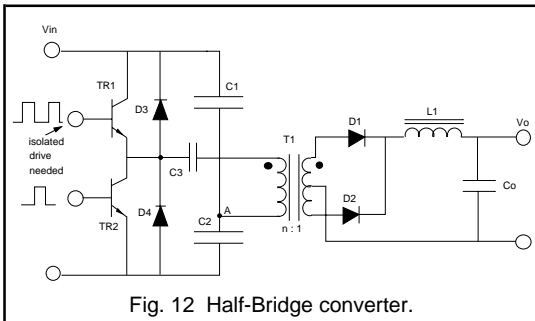 Vin
TR1
isolated
drive
needed
TR2
D3
D4
C3
C1
C2
A
T1
n : 1
D1
D2
L1
Co
Vo
Fig. 12 Half-Bridge converter.